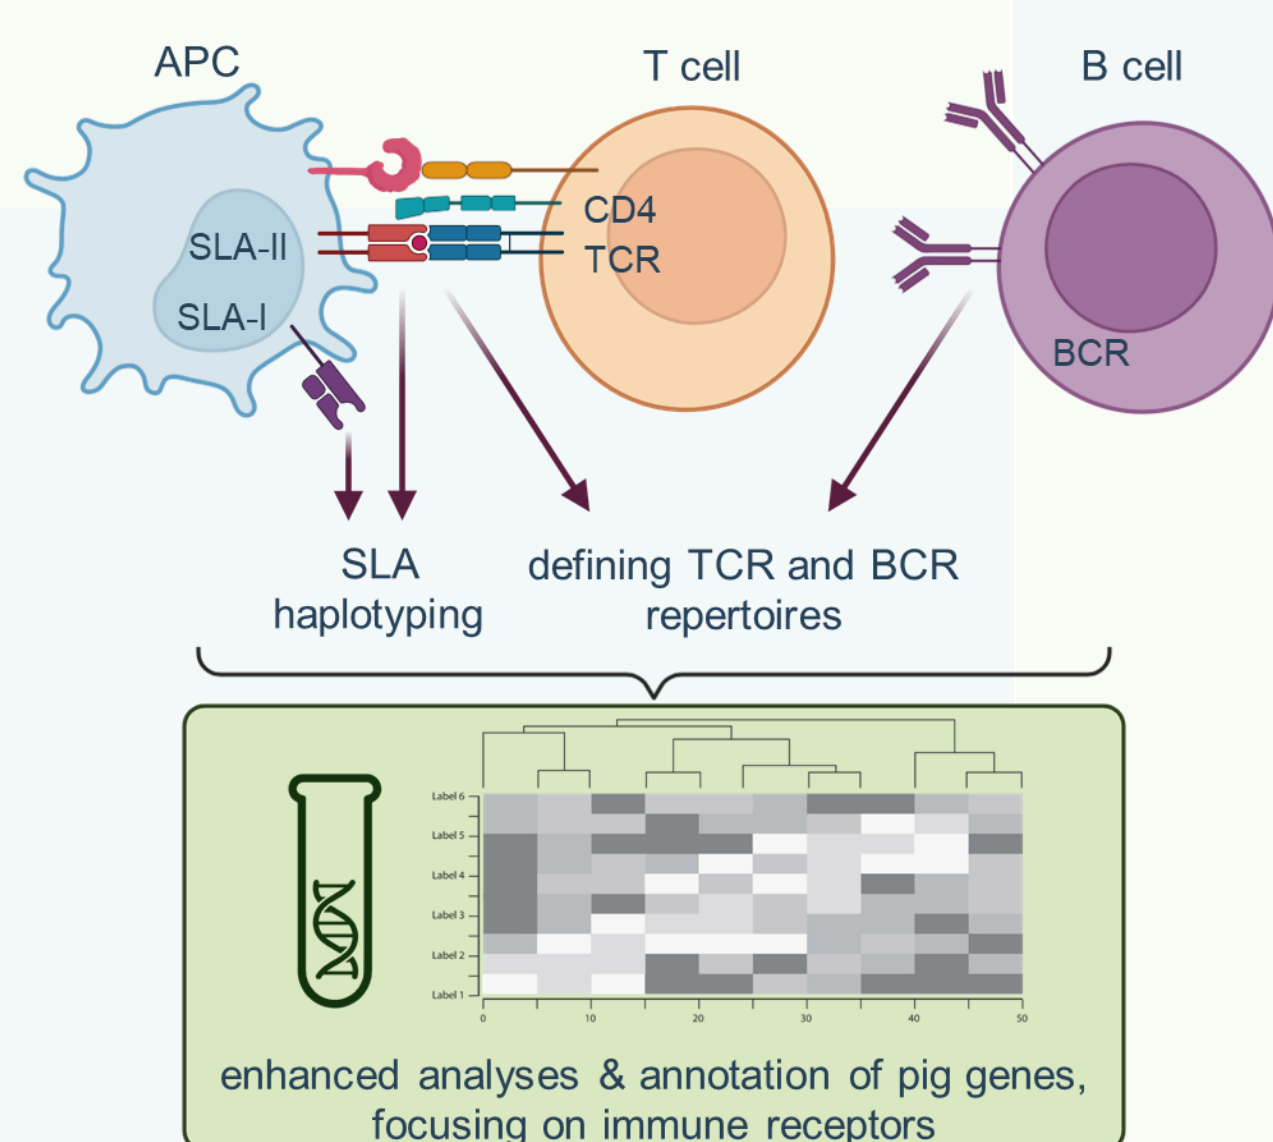 APC
T cell
B cell
CD4
SLA-II
TCR
SLA-I
BCR
SLA
haplotyping
defining TCR and BCR
repertoires
Label 6
Label 5
Label 4
Label 3
Label 2
Label 1
0 10 20 30 40 50
enhanced analyses & annotation of pig genes,
focusing on immune receptors